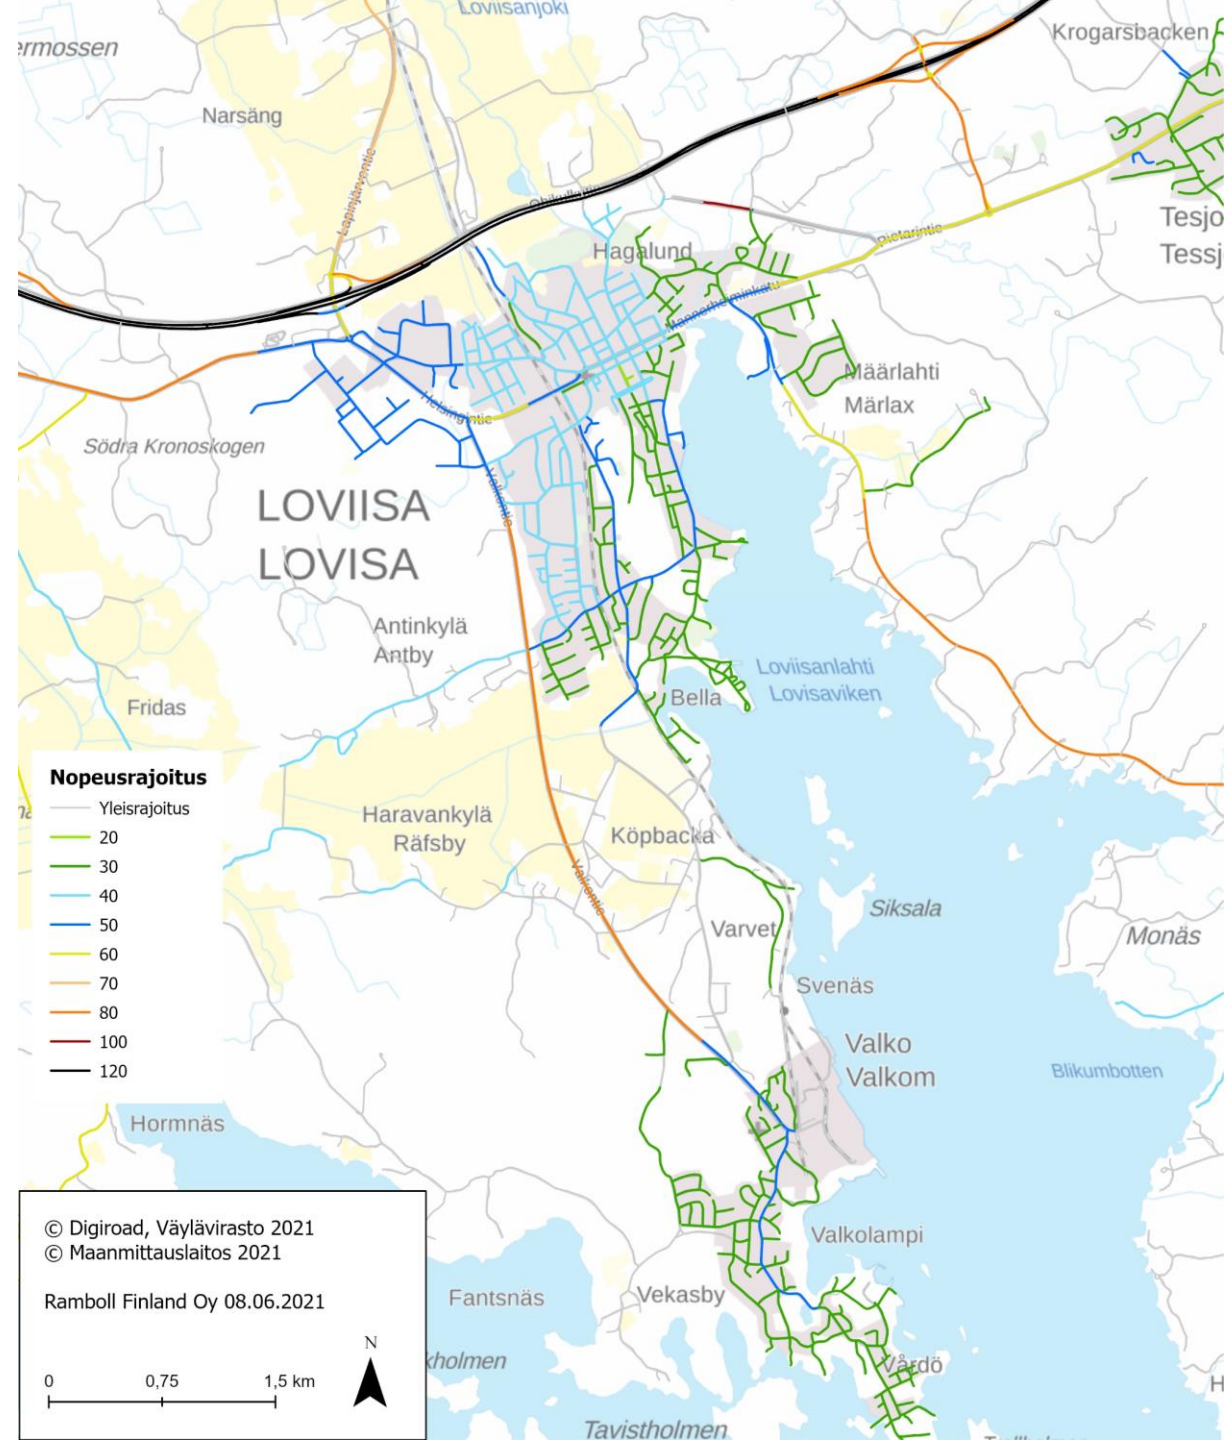 Loviisanjoki
Krogarsbacken
ermossen
Narsäng
Lapinjärventie
Tesjo
Tessj
Pietarintie
Hagalund
Mannerheiminkatu
Määrlahti
Märlax
Helsingintie
Södra Kronoskogen
LOVIISA
LOVISA
Valkontie
Antinkylä
Antby
Loviisanlahti
Lovisaviken
Fridas
Bella
Nopeusrajoitus
Yleisrajoitus
20
30
40
50
60
70
80
100
120
Haravankylä
Räfsby
Köpbacka
Valkontie
Siksala
Varvet
Monäs
Svenäs
Valko
Valkom
Blikumbotten
Hormnäs
© Digiroad, Väylävirasto 2021
© Maanmittauslaitos 2021
Ramboll Finland Oy 08.06.2021
N
0 0,75 1,5 km
Valkolampi
Fantsnäs
Vekasby
kholmen
Vårdö
H
Tavistholmen